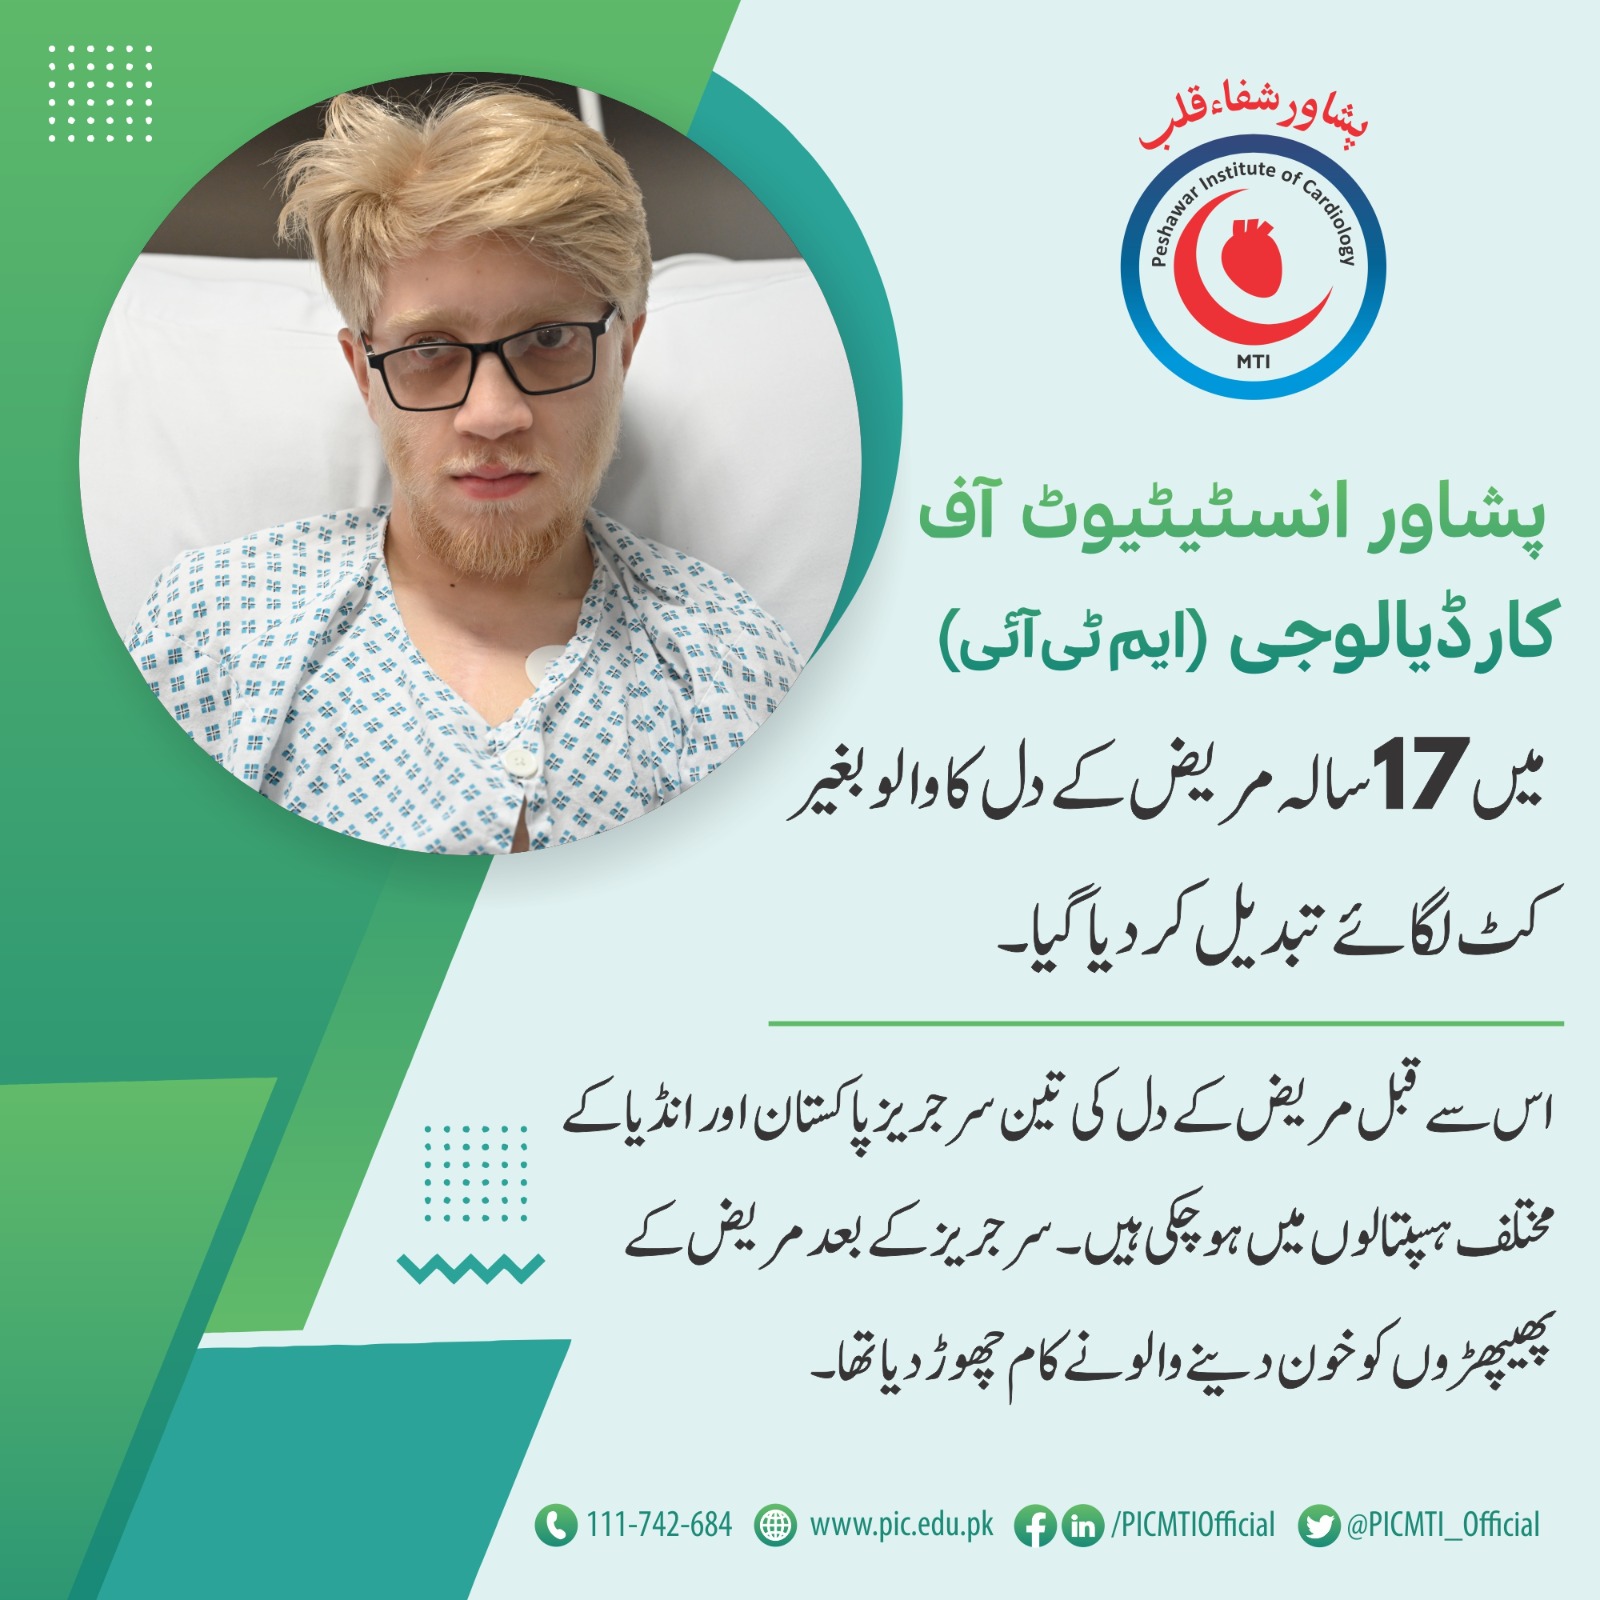 پشاور شفاء قلب
Peshawar Institute of Cardiology
MTI
پشاور انسٹیٹیوٹ آف
کارڈیالوجی (ایم ٹی آئی)
میں 17 سالہ مریض کے دل کا والو بغیر
کٹ لگائے تبدیل کر دیا گیا۔
اس سے قبل مریض کے دل کی تین سرجریز پاکستان اور انڈیا کے
مختلف ہسپتالوں میں ہو چکی ہیں۔ سرجریز کے بعد مریض کے
پھیپھڑوں کو خون دینے والو نے کام چھوڑ دیا تھا۔
111-742-684 www.pic.edu.pk /PICMTIOfficial @PICMTI_Official